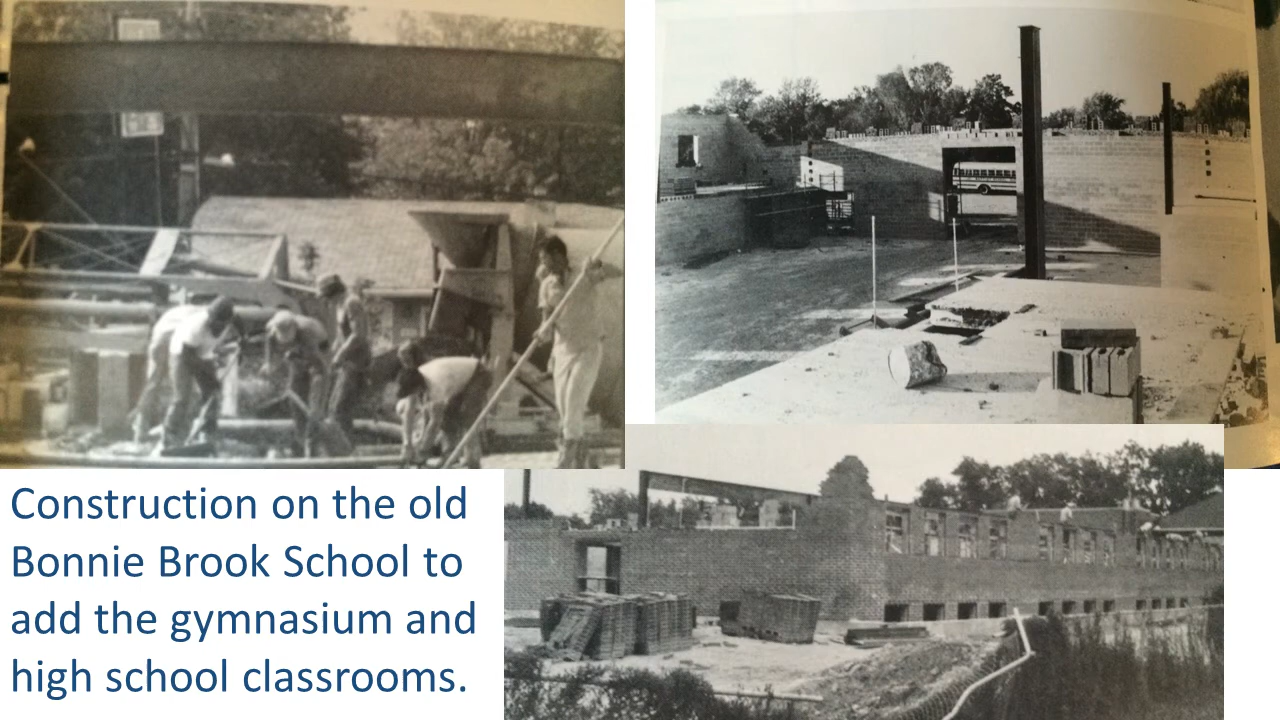 Construction on the old
Bonnie Brook School to
add the gymnasium and
high school classrooms.